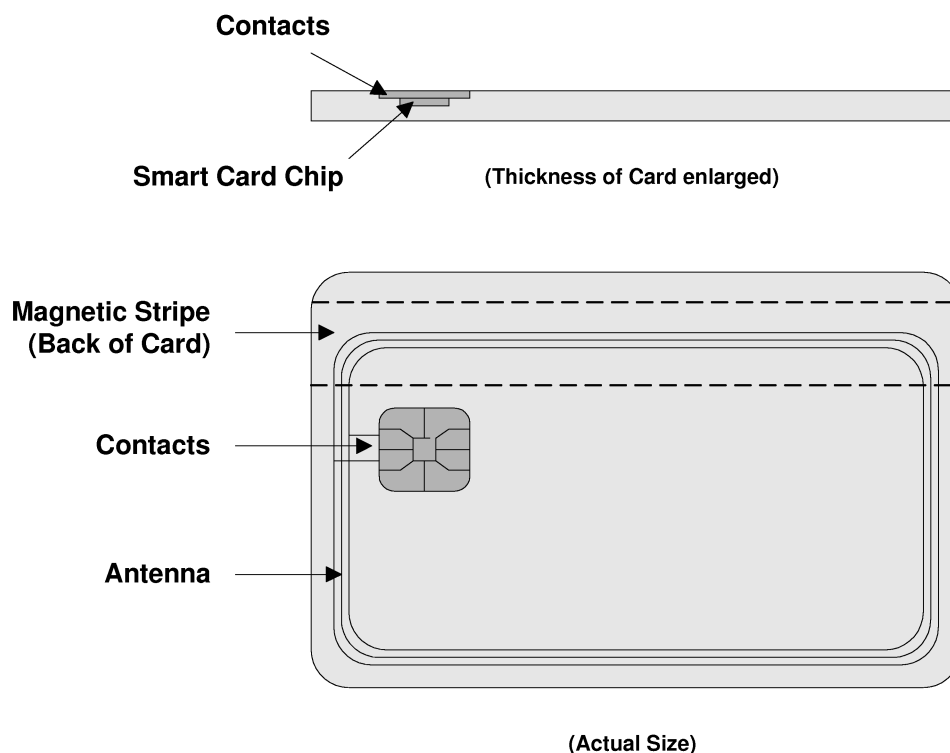 Contacts
Smart Card Chip
(Thickness of Card enlarged)
Magnetic Stripe
(Back of Card)
Contacts
Antenna
(Actual Size)